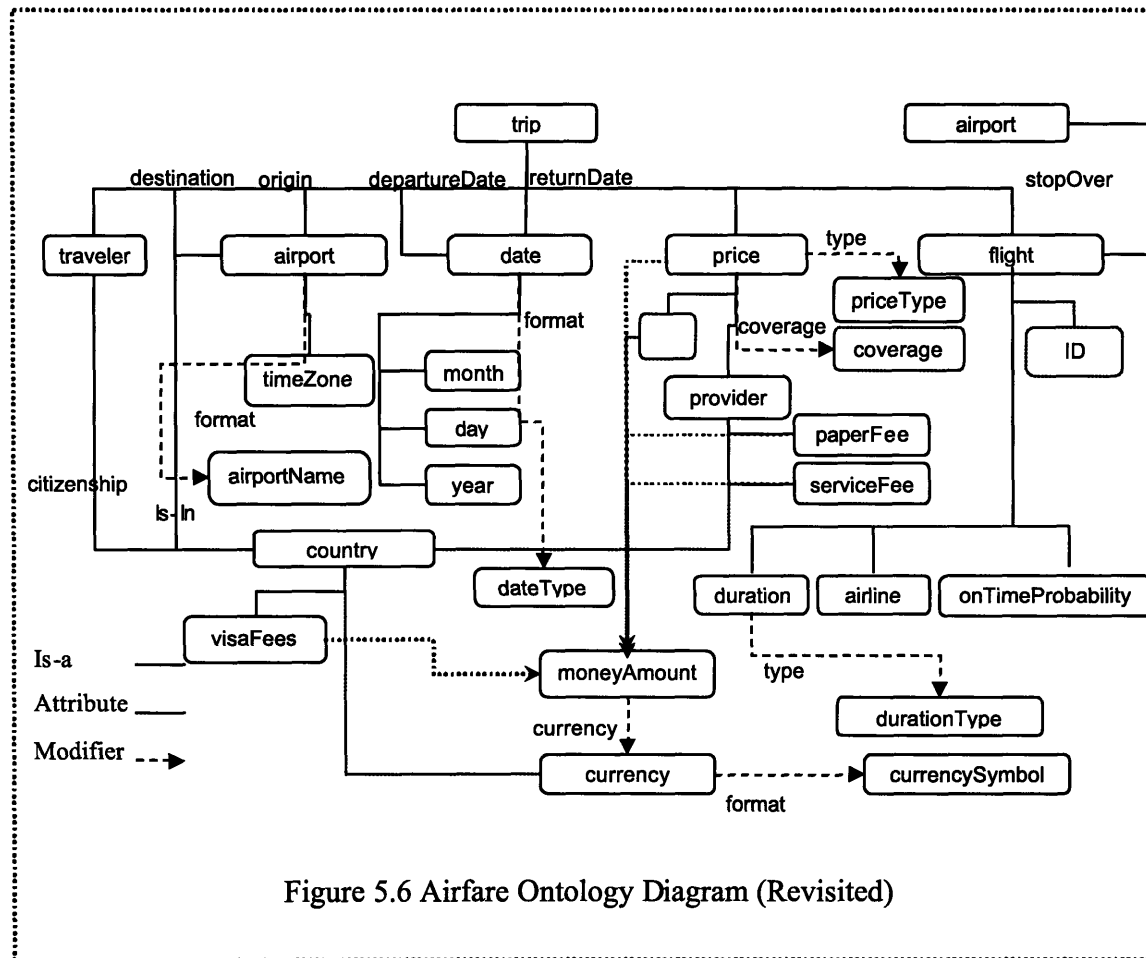 trip
airport
destination
origin
departureDate
returnDate
stopOver
traveler
airport
date
price
type
flight
priceType
format
coverage
coverage
ID
timeZone
month
provider
format
day
paperFee
airportName
year
serviceFee
citizenship
Is-In
country
dateType
duration
airline
onTimeProbability
visaFees
Is-a
moneyAmount
type
Attribute
durationType
currency
Modifier
currency
currencySymbol
format
Figure 5.6 Airfare Ontology Diagram (Revisited)